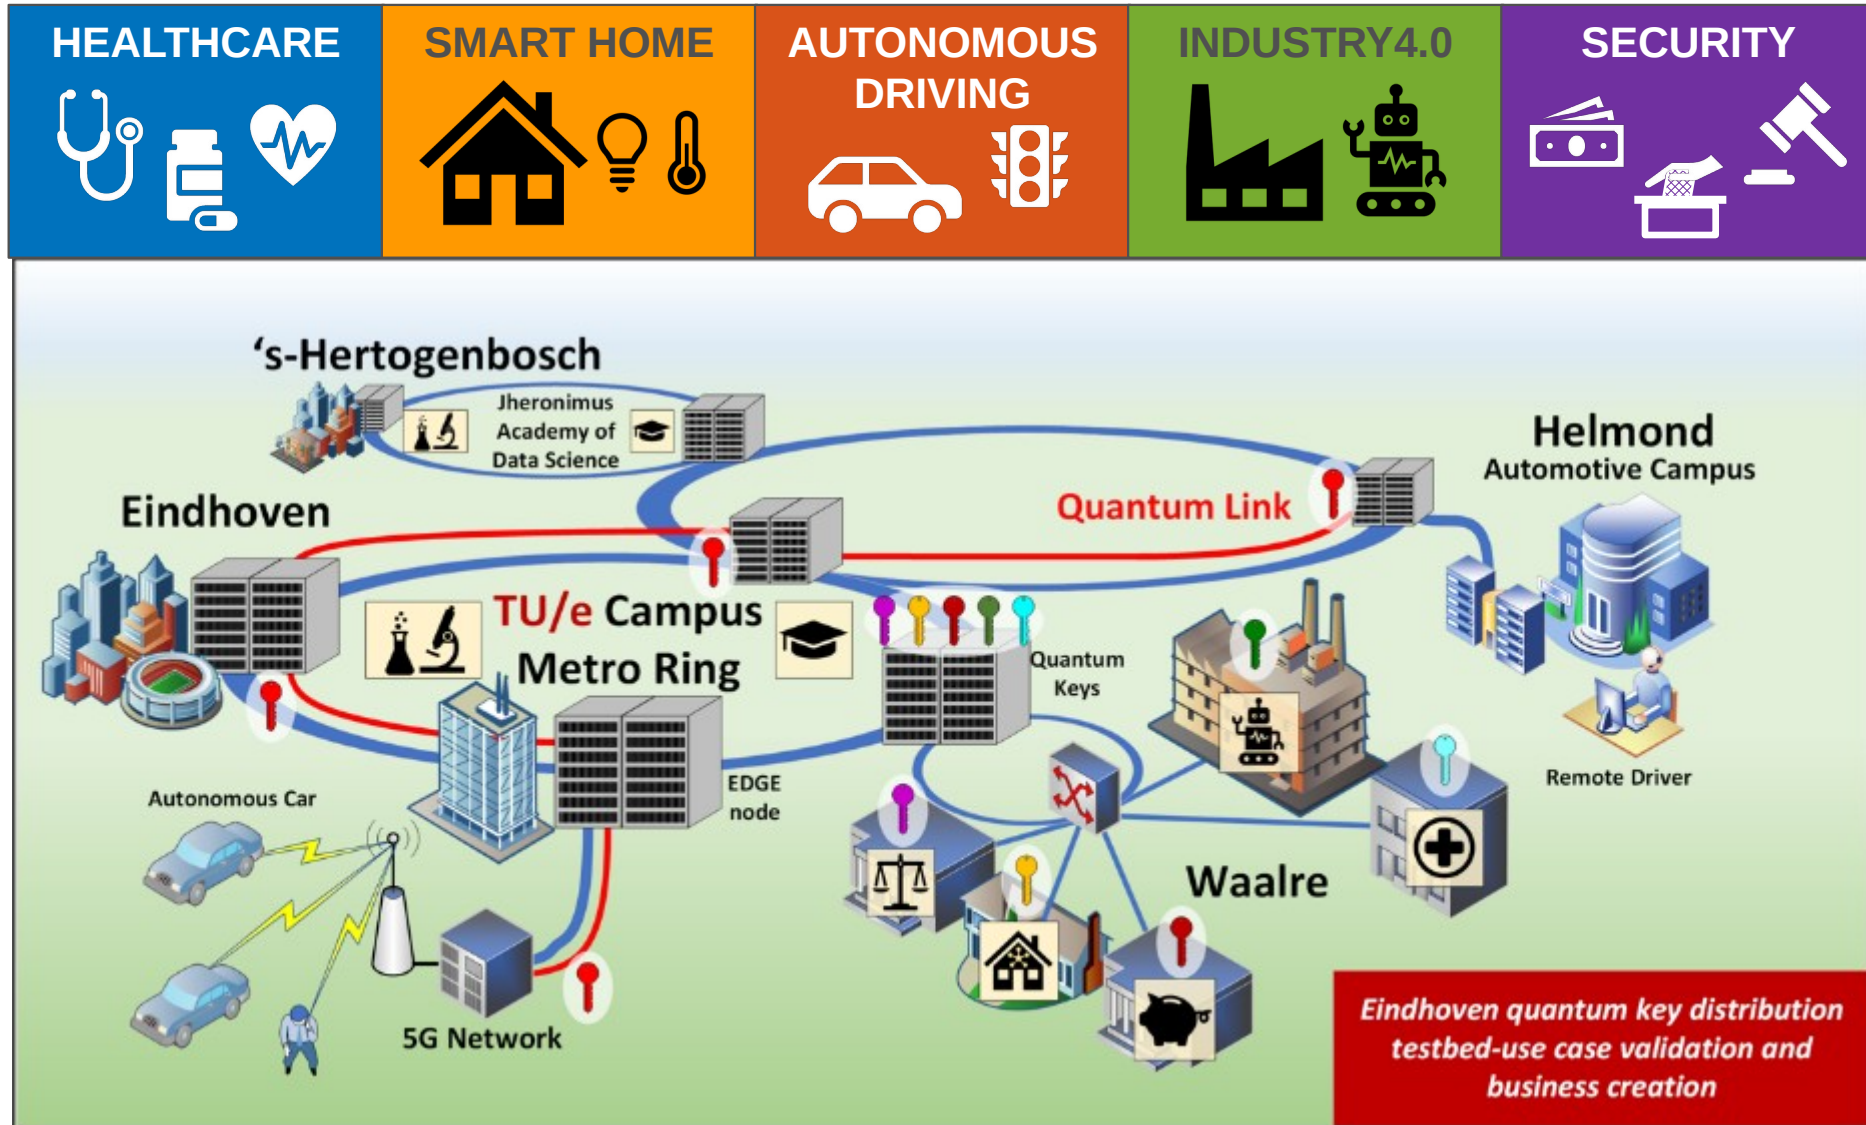 HEALTHCARE
SMART HOME
AUTONOMOUS
DRIVING
INDUSTRY4.0
SECURITY
‘s-Hertogenbosch
Jheronimus
Academy of
Data Science
Helmond
Automotive Campus
Quantum Link
Eindhoven
TU/e Campus
Metro Ring
Quantum
Keys
EDGE
node
Autonomous Car
Remote Driver
Waalre
5G Network
Eindhoven quantum key distribution
testbed-use case validation and
business creation